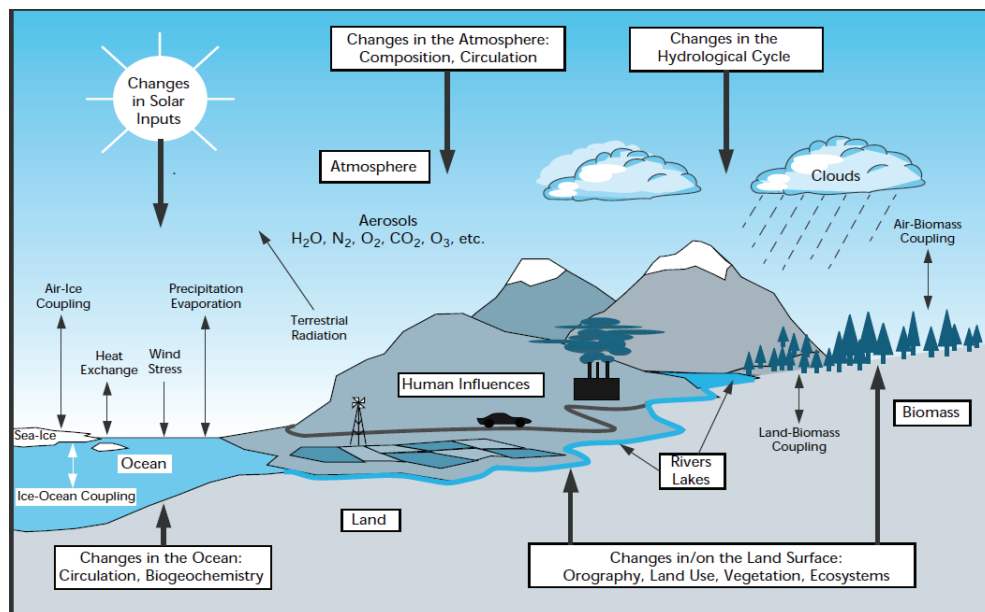 Changes in the Atmosphere:
Composition, Circulation
Changes in the
Hydrological Cycle
Changes
in Solar
Inputs
Atmosphere
Clouds
Aerosols
H₂O, N₂, O₂, CO₂, O₃, etc.
Air-Biomass
Coupling
Air-Ice
Coupling
Precipitation
Evaporation
Terrestrial
Radiation
Heat
Exchange
Wind
Stress
Human Influences
Biomass
Sea-Ice
Ocean
Land-Biomass
Coupling
Rivers
Lakes
Ice-Ocean Coupling
Land
Changes in the Ocean:
Circulation, Biogeochemistry
Changes in/on the Land Surface:
Orography, Land Use, Vegetation, Ecosystems